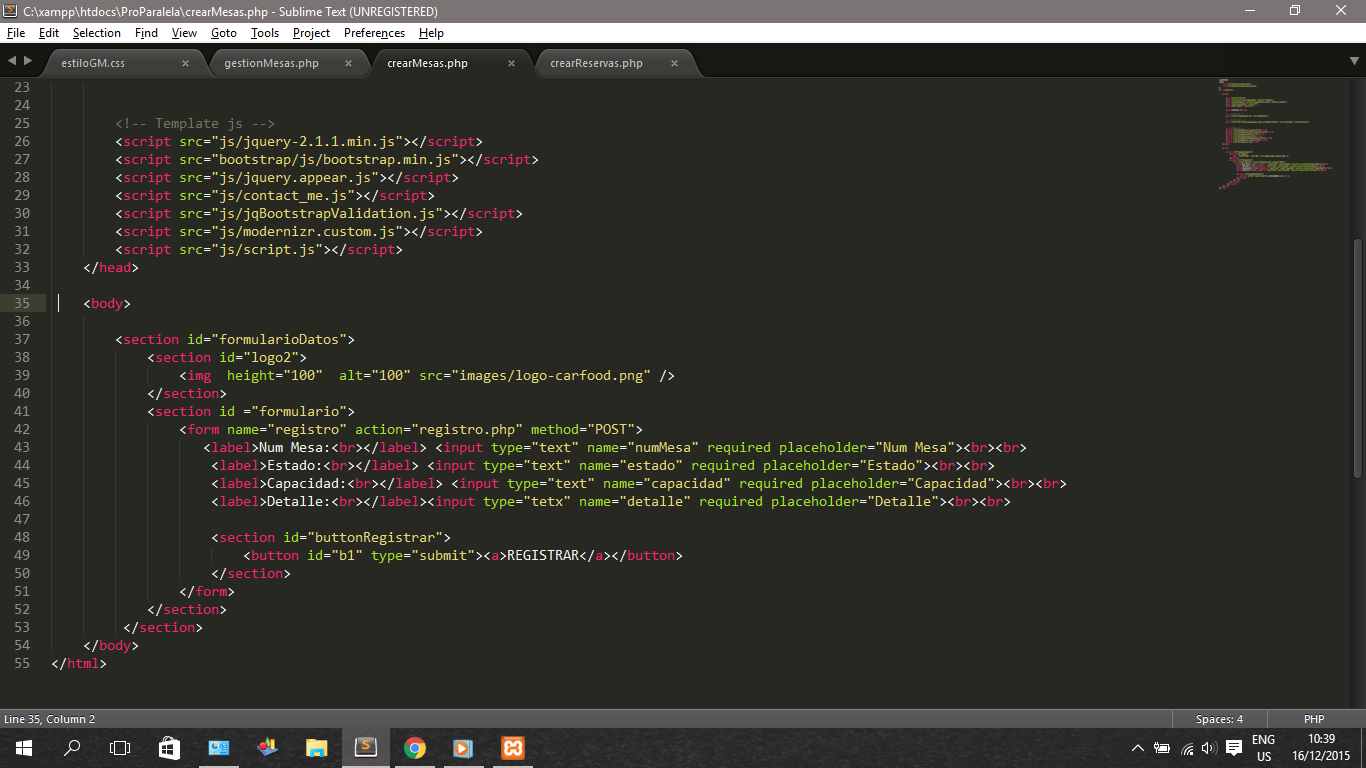 C:\xampp\htdocs\ProParalela\crearMesas.php - Sublime Text (UNREGISTERED)
File Edit Selection Find View Goto Tools Project Preferences Help
estiloGM.css × gestionMesas.php × crearMesas.php × crearReservas.php ×
23
24
25 <!-- Template js -->
26 <script src="js/jquery-2.1.1.min.js"></script>
27 <script src="bootstrap/js/bootstrap.min.js"></script>
28 <script src="js/jquery.appear.js"></script>
29 <script src="js/contact_me.js"></script>
30 <script src="js/jqBootstrapValidation.js"></script>
31 <script src="js/modernizr.custom.js"></script>
32 <script src="js/script.js"></script>
33 </head>
34
35 <body>
36
37 <section id="formularioDatos">
38 <section id="logo2">
39 <img  height="100"  alt="100" src="images/logo-carfood.png" />
40 </section>
41 <section id ="formulario">
42 <form name="registro" action="registro.php" method="POST">
43 <label>Num Mesa:<br></label> <input type="text" name="numMesa" required placeholder="Num Mesa"><br><br>
44 <label>Estado:<br></label> <input type="text" name="estado" required placeholder="Estado"><br><br>
45 <label>Capacidad:<br></label> <input type="text" name="capacidad" required placeholder="Capacidad"><br><br>
46 <label>Detalle:<br></label><input type="tetx" name="detalle" required placeholder="Detalle"><br><br>
47
48 <section id="buttonRegistrar">
49 <button id="b1" type="submit"><a>REGISTRAR</a></button>
50 </section>
51 </form>
52 </section>
53 </section>
54 </body>
55 </html>
Line 35, Column 2 Spaces: 4 PHP
ENG 10:39
US 16/12/2015